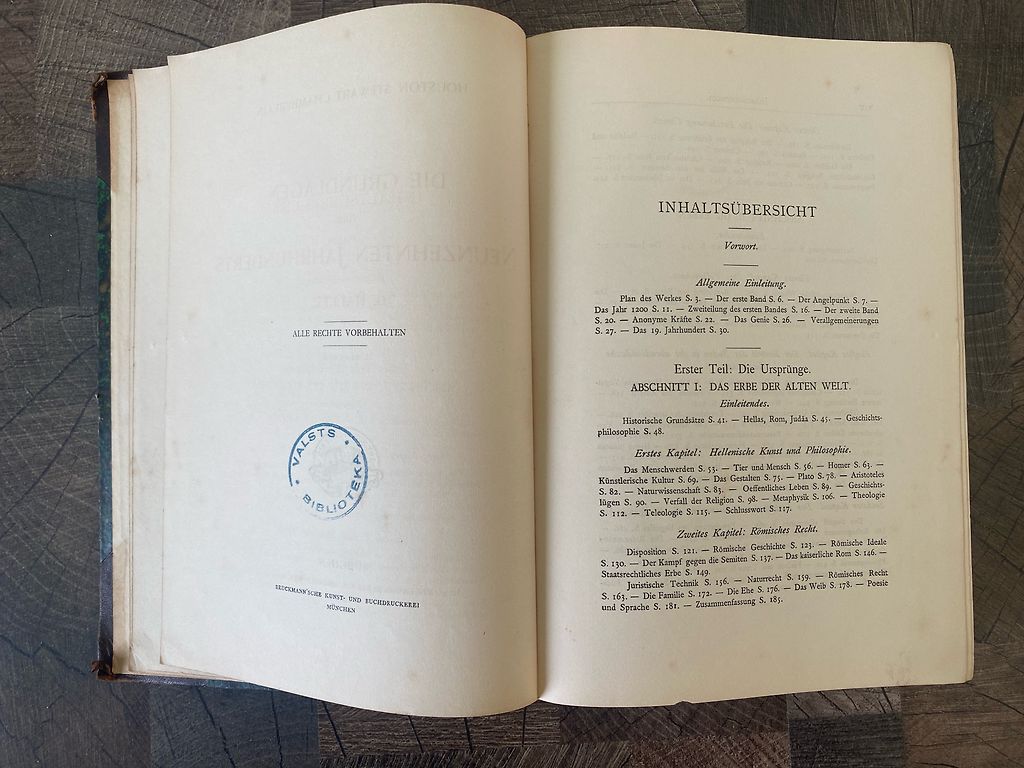 ALLE RECHTE VORBEHALTEN
VALSTS
BIBLIOTEKA
BRUCKMANN'SCHE KUNST- UND BUCHDRUCKEREI
MÜNCHEN
INHALTSÜBERSICHT
Vorwort.
Allgemeine Einleitung.
Plan des Werkes S. 3. — Der erste Band S. 6. — Der Angelpunkt S. 7. —
Das Jahr 1200 S. 11. — Zweiteilung des ersten Bandes S. 16. — Der zweite Band
S. 20. — Anonyme Kräfte S. 22. — Das Genie S. 26. — Verallgemeinerungen
S. 27. — Das 19. Jahrhundert S. 30.
Erster Teil: Die Ursprünge.
ABSCHNITT I: DAS ERBE DER ALTEN WELT.
Einleitendes.
Historische Grundsätze S. 41. — Hellas, Rom, Judäa S. 45. — Geschichts-
philosophie S. 48.
Erstes Kapitel: Hellenische Kunst und Philosophie.
Das Menschwerden S. 53. — Tier und Mensch S. 56. — Homer S. 63. —
Künstlerische Kultur S. 69. — Das Gestalten S. 75. — Plato S. 78. — Aristoteles
S. 82. — Naturwissenschaft S. 83. — Oeffentliches Leben S. 89. — Geschichts-
lügen S. 90. — Verfall der Religion S. 98. — Metaphysik S. 106. — Theologie
S. 112. — Teleologie S. 115. — Schlusswort S. 117.
Zweites Kapitel: Römisches Recht.
Disposition S. 121. — Römische Geschichte S. 123. — Römische Ideale
S. 130. — Der Kampf gegen die Semiten S. 137. — Das kaiserliche Rom S. 146. —
Staatsrechtliches Erbe S. 149.
Juristische Technik S. 156. — Naturrecht S. 159. — Römisches Recht
S. 163. — Die Familie S. 172. — Die Ehe S. 176. — Das Weib S. 178. — Poesie
und Sprache S. 181. — Zusammenfassung S. 185.